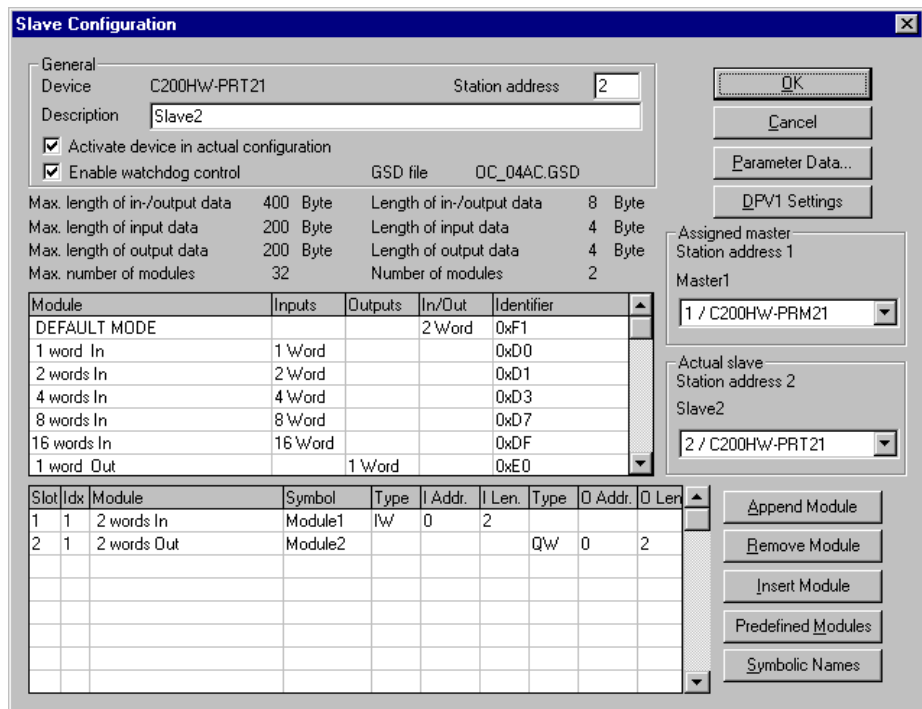 Slave Configuration
General
Device C200HW-PRT21 Station address 2
Description Slave2
Activate device in actual configuration
Enable watchdog control GSD file OC_04AC.GSD
Max. length of in-/output data 400 Byte Length of in-/output data 8 Byte
Max. length of input data 200 Byte Length of input data 4 Byte
Max. length of output data 200 Byte Length of output data 4 Byte
Max. number of modules 32 Number of modules 2
Module Inputs Outputs In/Out Identifier
DEFAULT MODE 2 Word 0xF1
1 word In 1 Word 0xD0
2 words In 2 Word 0xD1
4 words In 4 Word 0xD3
8 words In 8 Word 0xD7
16 words In 16 Word 0xDF
1 word Out 1 Word 0xE0
Slot Idx Module Symbol Type I Addr. I Len. Type O Addr. O Len
1 1 2 words In Module1 IW 0 2
2 1 2 words Out Module2 QW 0 2
OK
Cancel
Parameter Data...
DPV1 Settings
Assigned master
Station address 1
Master1
1 / C200HW-PRM21
Actual slave
Station address 2
Slave2
2 / C200HW-PRT21
Append Module
Remove Module
Insert Module
Predefined Modules
Symbolic Names